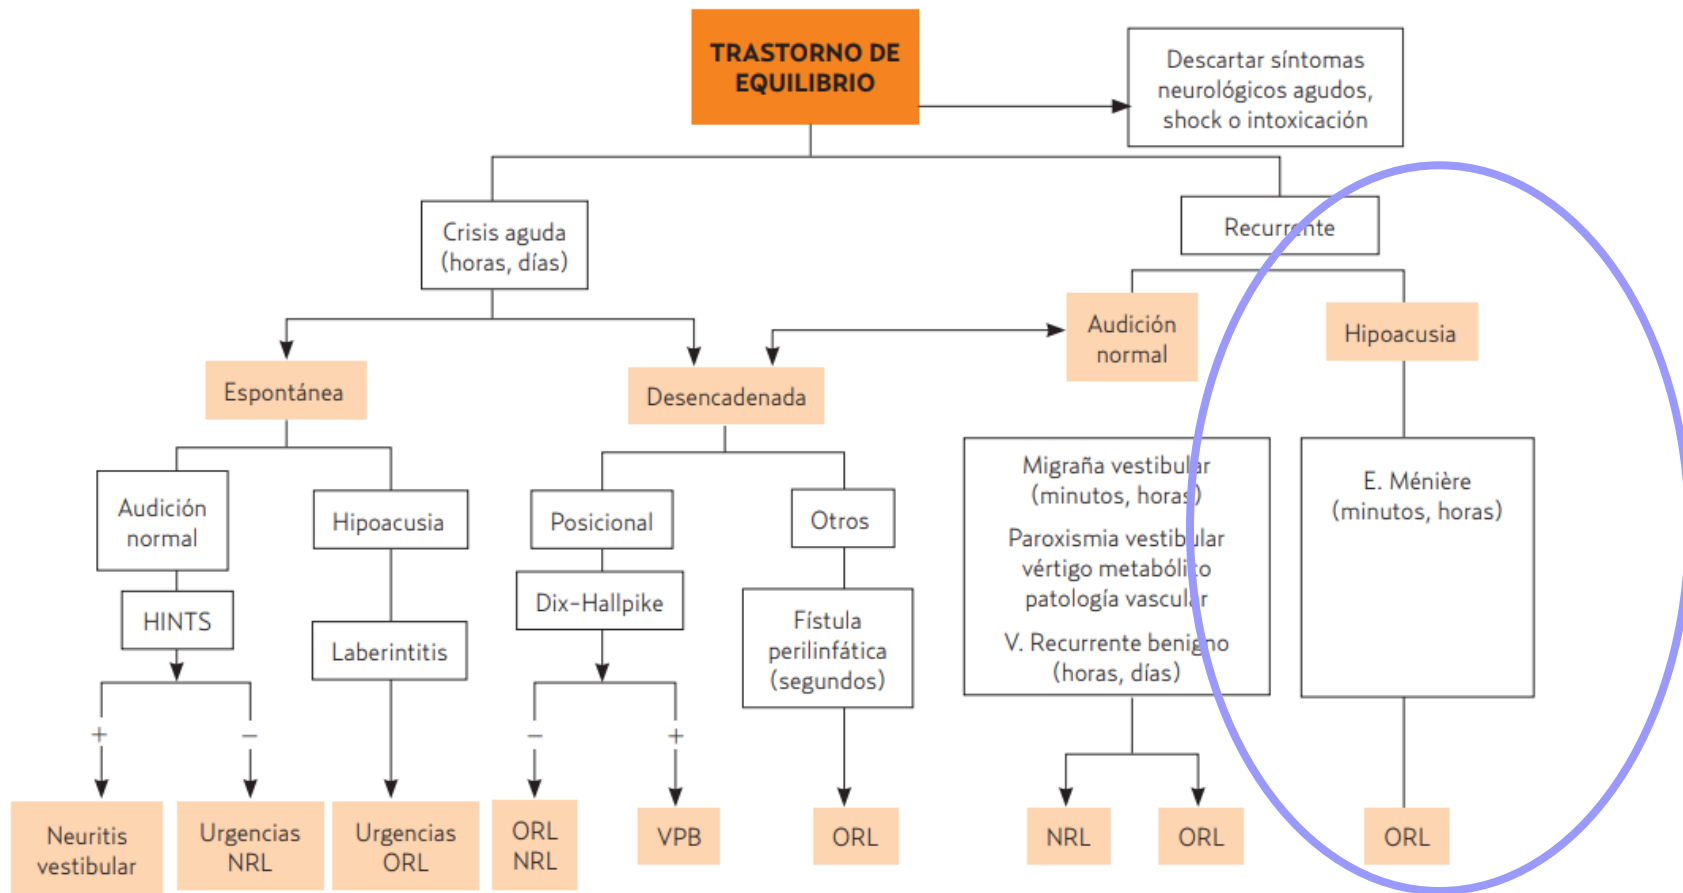 TRASTORNO DE
EQUILIBRIO
Descartar síntomas
neurológicos agudos,
shock o intoxicación
Crisis aguda
(horas, días)
Recurrente
Audición
normal
Hipoacusia
Espontánea
Desencadenada
Audición
normal
Hipoacusia
Posicional
Otros
Migraña vestibular
(minutos, horas)
Paroxismia vestibular
vértigo metabólico
patología vascular
V. Recurrente benigno
(horas, días)
E. Ménière
(minutos, horas)
HINTS
Laberintitis
Dix-Hallpike
Fístula
perilinfática
(segundos)
+
−
−
+
Neuritis
vestibular
Urgencias
NRL
Urgencias
ORL
ORL
NRL
VPB
ORL
NRL
ORL
ORL